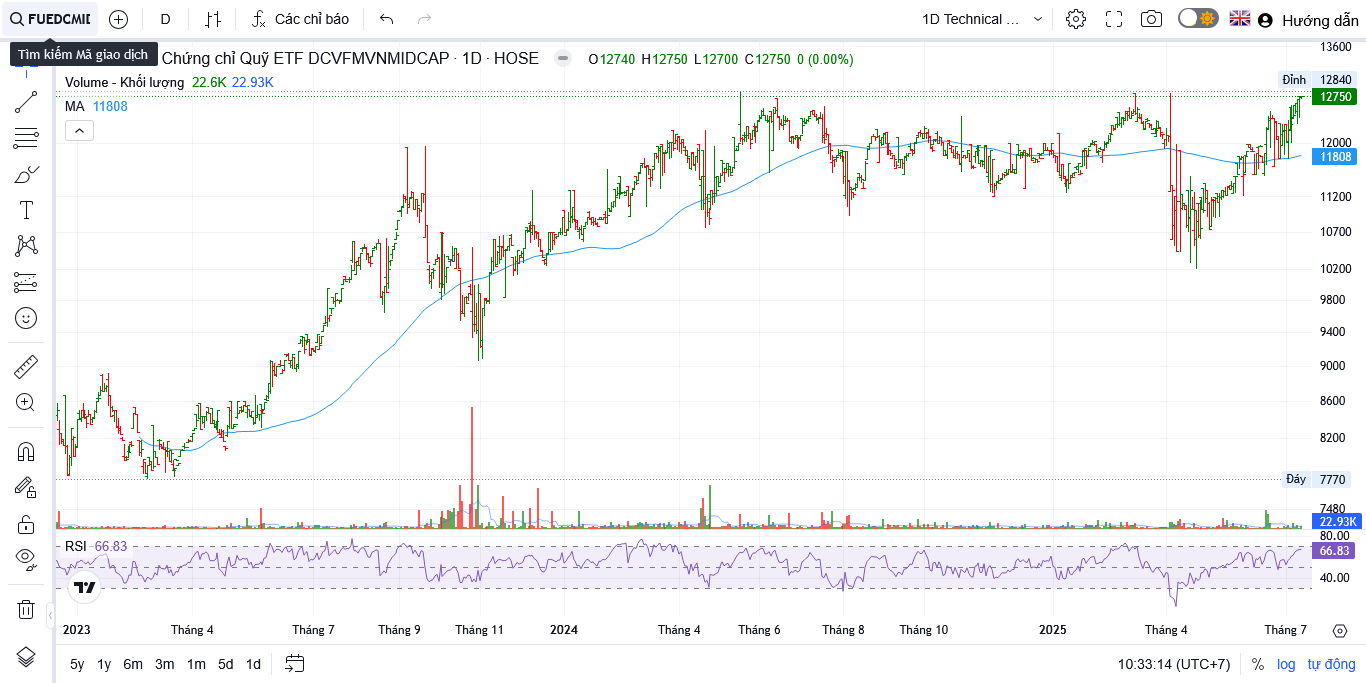 FUEDCMID
D
Các chỉ báo
1D Technical ...
Hướng dẫn
Tìm kiếm Mã giao dịch
Chứng chỉ Quỹ ETF DCVFMVNMIDCAP · 1D · HOSE
O12740 H12750 L12700 C12750 0 (0.00%)
Volume - Khối lượng 22.6K 22.93K
MA 11808
13600
Đỉnh 12840
12750
12000
11808
11200
10700
10200
9800
9400
9000
8600
8200
Đáy 7770
7480
22.93K
80.00
RSI 66.83
66.83
40.00
2023 Tháng 4 Tháng 7 Tháng 9 Tháng 11 2024 Tháng 4 Tháng 6 Tháng 8 Tháng 10 2025 Tháng 4 Tháng 7
5y 1y 6m 3m 1m 5d 1d
10:33:14 (UTC+7) % log tự động